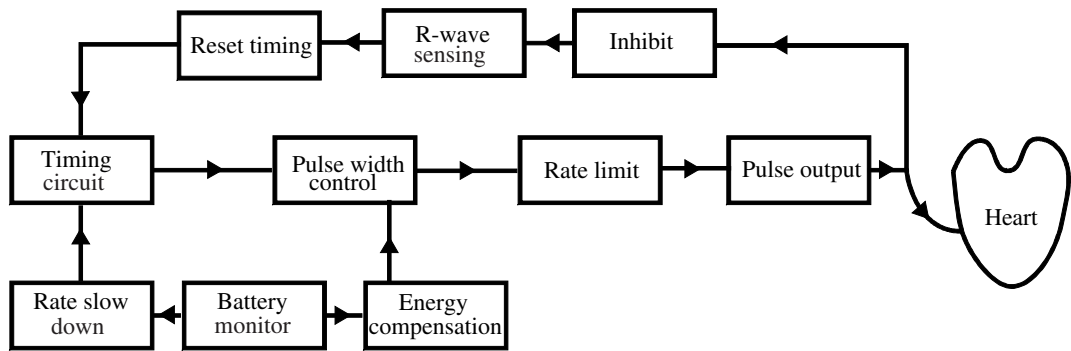 Reset timing
R-wave
sensing
Inhibit
Timing
circuit
Pulse width
control
Rate limit
Pulse output
Heart
Rate slow
down
Battery
monitor
Energy
compensation